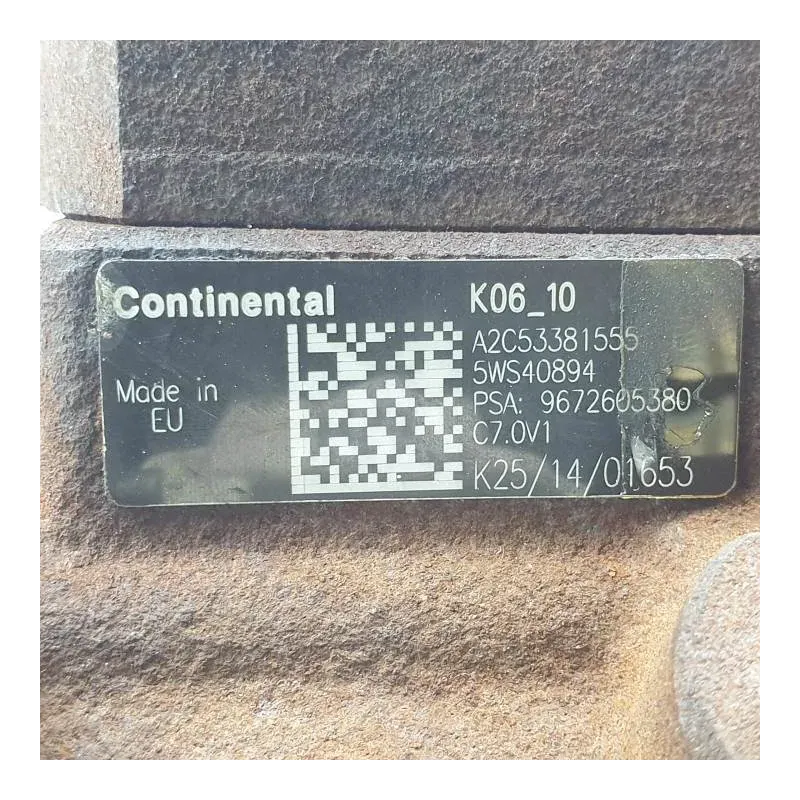 Continental
Made in
EU
K06_10
A2C53381555
5WS40894
PSA: 9672605380
C7.0V1
K25/14/01653